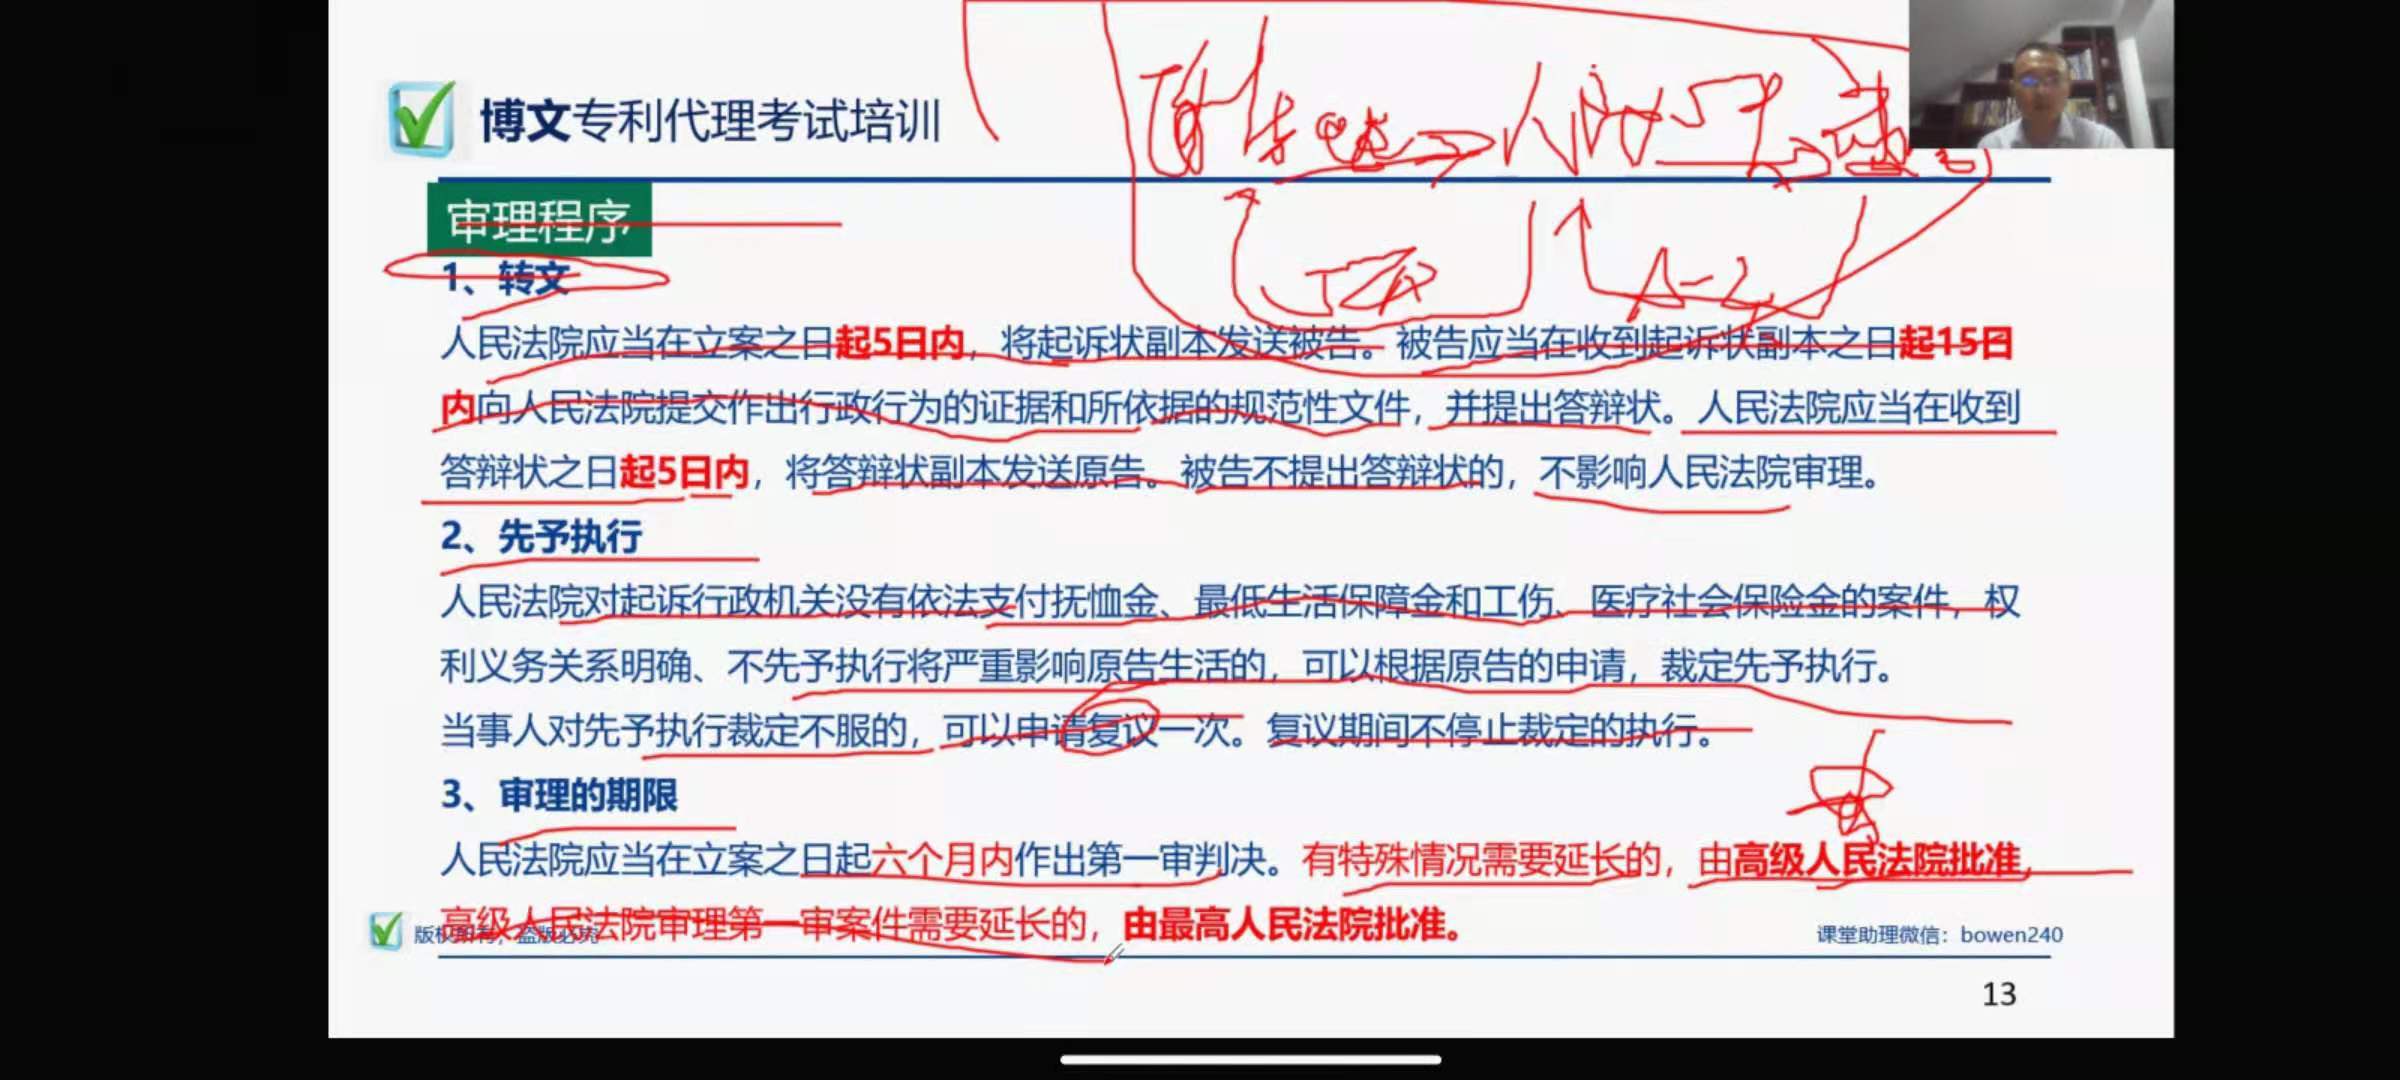 博文专利代理考试培训
审理程序
1、转文
人民法院应当在立案之日起5日内，将起诉状副本发送被告。被告应当在收到起诉状副本之日起15日
内向人民法院提交作出行政行为的证据和所依据的规范性文件，并提出答辩状。人民法院应当在收到
答辩状之日起5日内，将答辩状副本发送原告。被告不提出答辩状的，不影响人民法院审理。
2、先予执行
人民法院对起诉行政机关没有依法支付抚恤金、最低生活保障金和工伤、医疗社会保险金的案件，权
利义务关系明确、不先予执行将严重影响原告生活的，可以根据原告的申请，裁定先予执行。
当事人对先予执行裁定不服的，可以申请复议一次。复议期间不停止裁定的执行。
3、审理的期限
人民法院应当在立案之日起六个月内作出第一审判决。有特殊情况需要延长的，由高级人民法院批准，
高级人民法院审理第一审案件需要延长的，由最高人民法院批准。
版权所有，盗版必究
课堂助理微信：bowen240
13